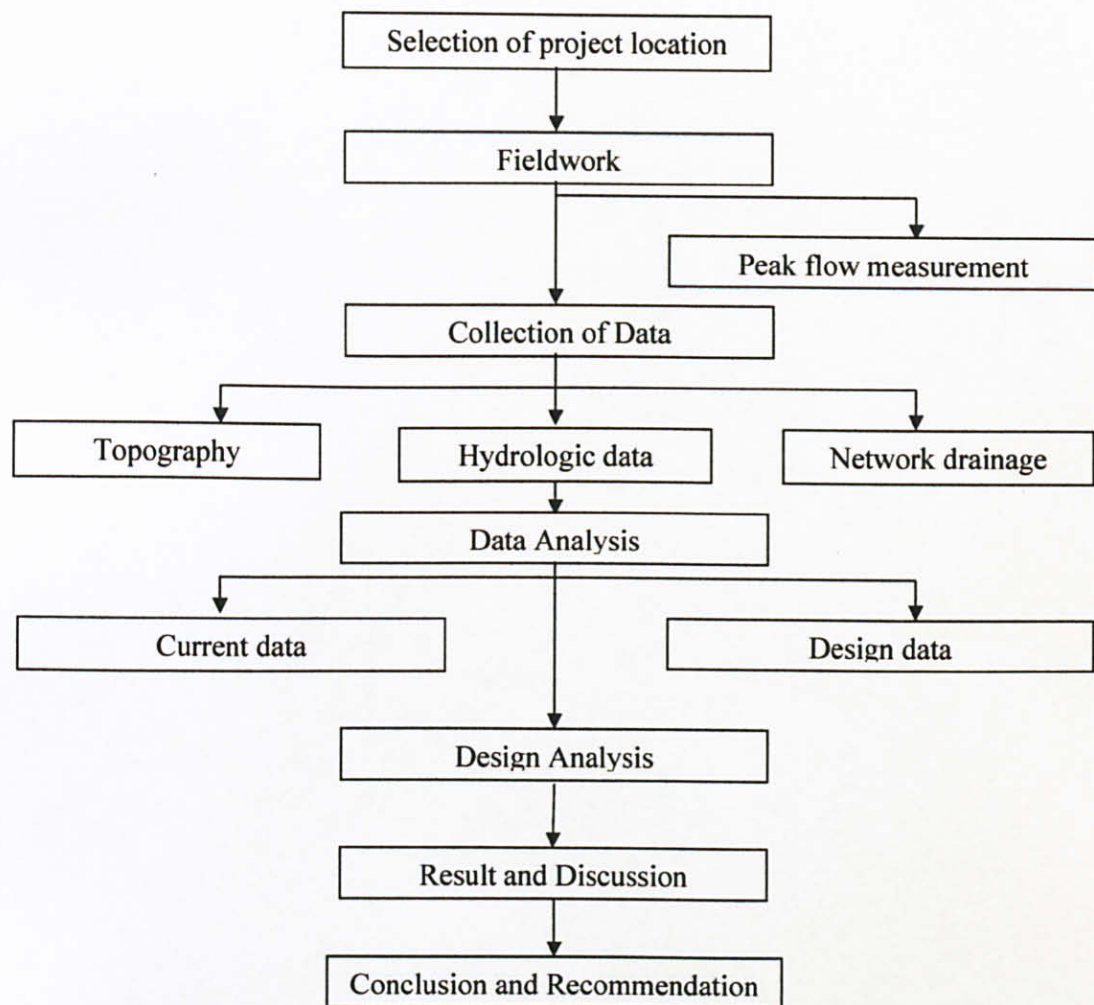 Selection of project location
Fieldwork
Peak flow measurement
Collection of Data
Topography
Hydrologic data
Network drainage
Data Analysis
Current data
Design data
Design Analysis
Result and Discussion
Conclusion and Recommendation